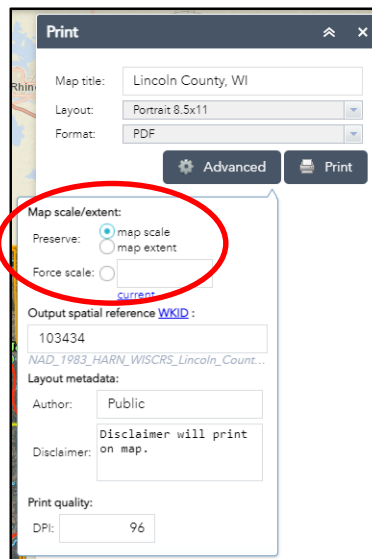 Print
Rhine
Map title: Lincoln County, WI
Layout: Portrait 8.5x11
Format: PDF
Advanced Print
Map scale/extent:
Preserve: map scale
map extent
Force scale:
current
Output spatial reference WKID :
103434
NAD_1983_HARN_WISCRS_Lincoln_Count...
Layout metadata:
Author: Public
Disclaimer: Disclaimer will print
on map.
Print quality:
DPI: 96